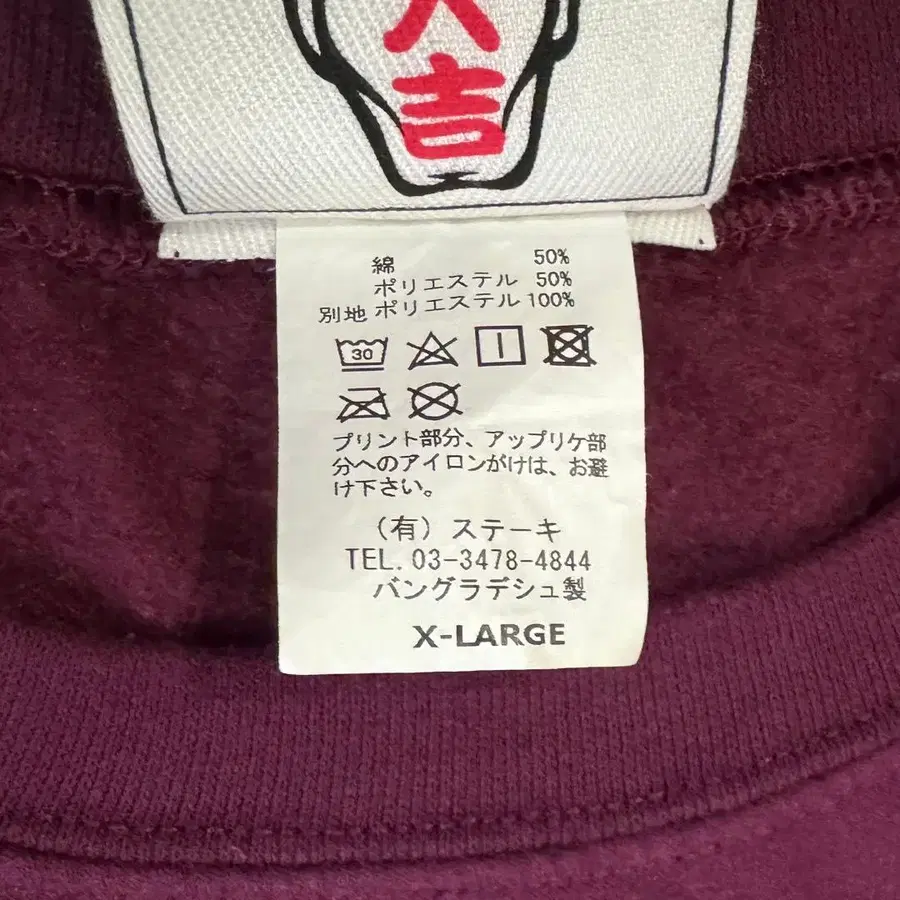 吉
綿 50%
ポリエステル 50%
別地 ポリエステル 100%
30
プリント部分、アップリケ部
分へのアイロンがけは、お避
け下さい。
（有）ステーキ
TEL. 03-3478-4844
バングラデシュ製
X-LARGE